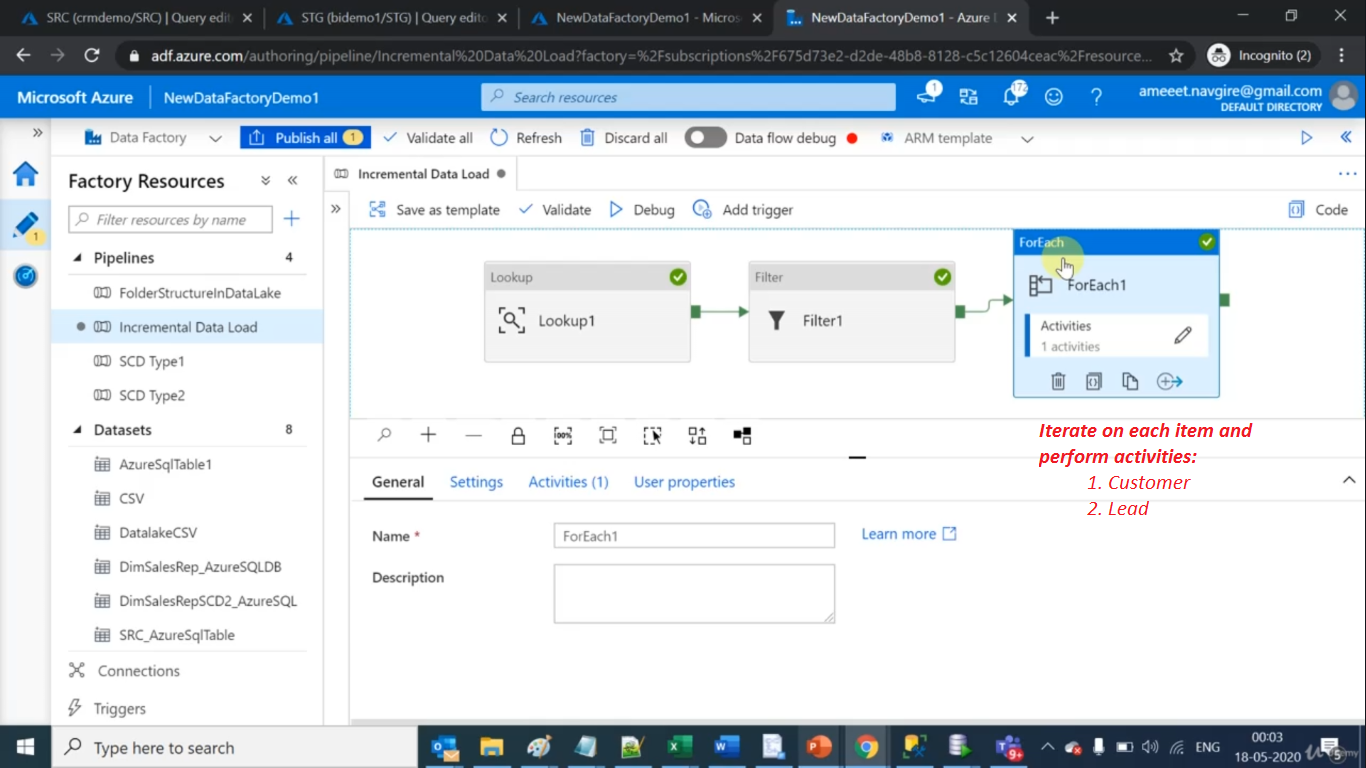 SRC (crmdemo/SRC) | Query edito
STG (bidemo1/STG) | Query edito
NewDataFactoryDemo1 - Micros
NewDataFactoryDemo1 - Azure D
adf.azure.com/authoring/pipeline/Incremental%20Data%20Load?factory=%2Fsubscriptions%2F675d73e2-d2de-48b8-8128-c5c12604ceac%2Fresource...
Incognito (2)
Microsoft Azure
NewDataFactoryDemo1
Search resources
1
172
ameeet.navgire@gmail.com
DEFAULT DIRECTORY
Data Factory
Publish all 1
Validate all
Refresh
Discard all
Data flow debug
ARM template
Factory Resources
Filter resources by name
1
Pipelines 4
FolderStructureInDataLake
Incremental Data Load
SCD Type1
SCD Type2
Datasets 8
AzureSqlTable1
CSV
DatalakeCSV
DimSalesRep_AzureSQLDB
DimSalesRepSCD2_AzureSQL
SRC_AzureSqlTable
Connections
Triggers
Incremental Data Load
Save as template
Validate
Debug
Add trigger
Code
Lookup
Lookup1
Filter
Filter1
ForEach
ForEach1
Activities
1 activities
100%
Iterate on each item and
perform activities:
1. Customer
2. Lead
General
Settings
Activities (1)
User properties
Name *
ForEach1
Learn more
Description
Type here to search
9+
ENG
00:03
18-05-2020
5